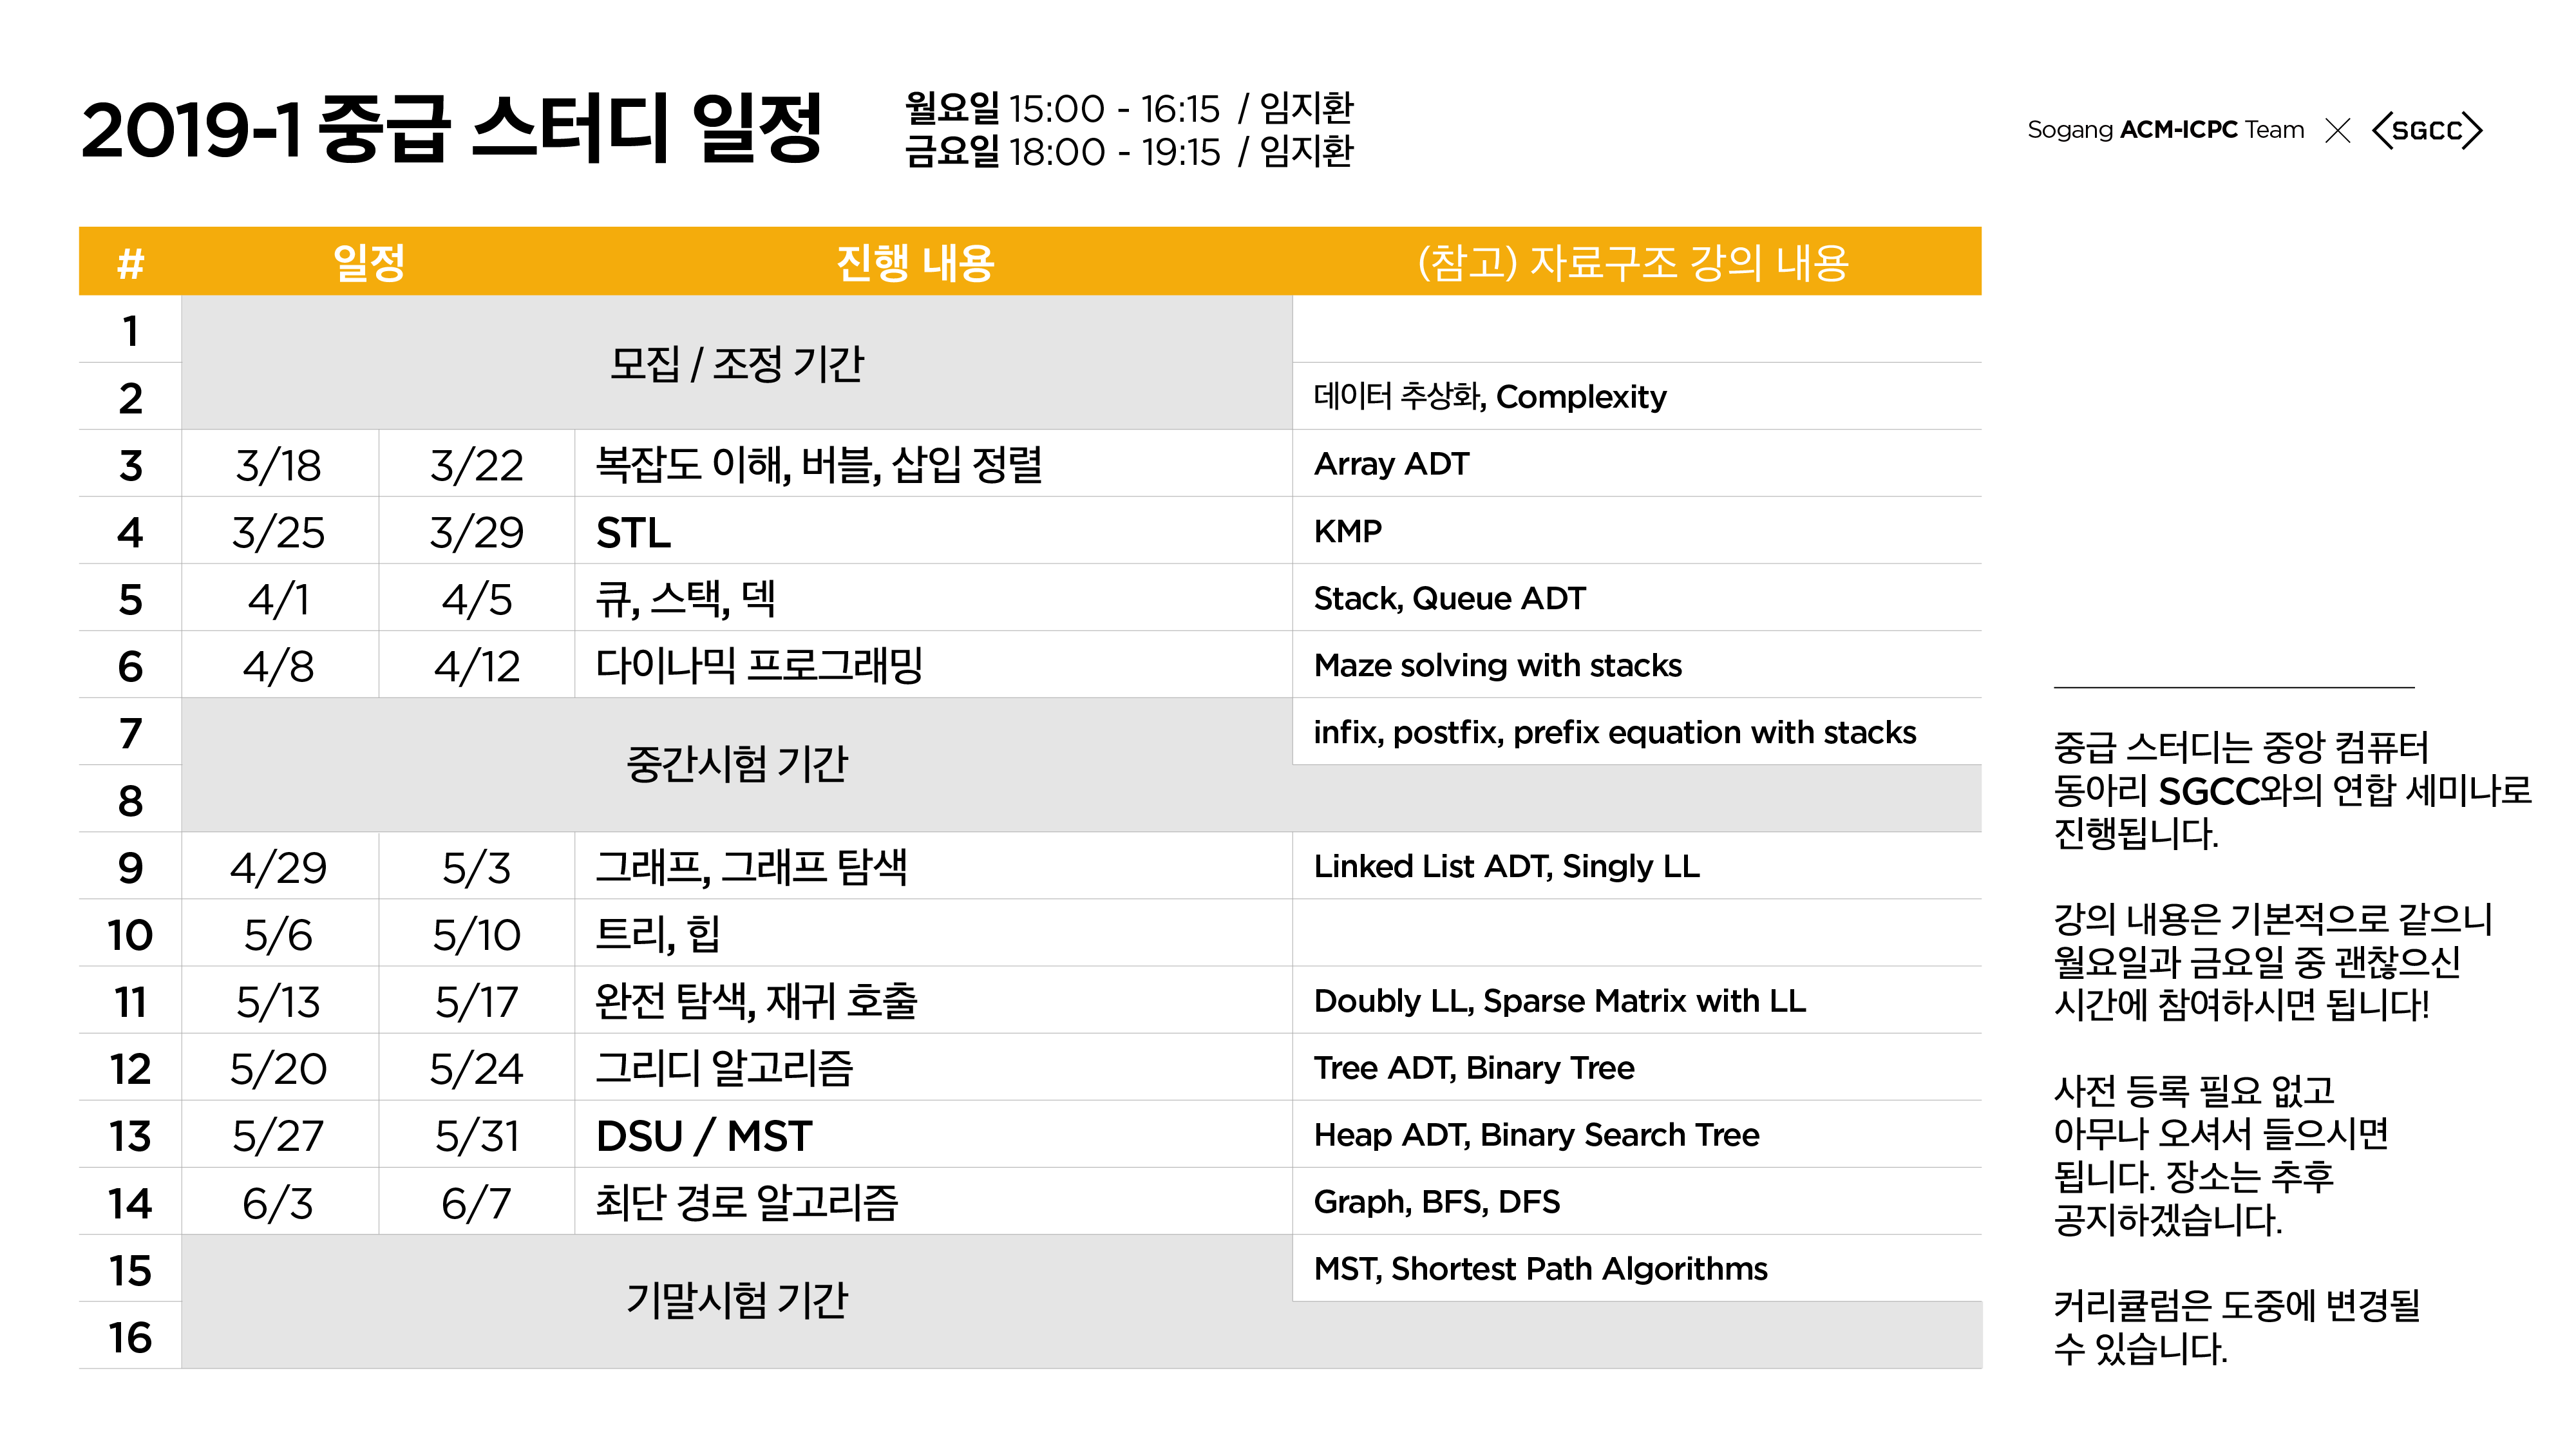 2019-1 중급 스터디 일정
월요일 15:00 - 16:15 / 임지환
금요일 18:00 - 19:15 / 임지환
Sogang ACM-ICPC Team × <SGCC>
# 일정 진행 내용 (참고) 자료구조 강의 내용
1
모집 / 조정 기간
2 데이터 추상화, Complexity
3 3/18 3/22 복잡도 이해, 버블, 삽입 정렬 Array ADT
4 3/25 3/29 STL KMP
5 4/1 4/5 큐, 스택, 덱 Stack, Queue ADT
6 4/8 4/12 다이나믹 프로그래밍 Maze solving with stacks
7 infix, postfix, prefix equation with stacks
중간시험 기간
8
9 4/29 5/3 그래프, 그래프 탐색 Linked List ADT, Singly LL
10 5/6 5/10 트리, 힙
11 5/13 5/17 완전 탐색, 재귀 호출 Doubly LL, Sparse Matrix with LL
12 5/20 5/24 그리디 알고리즘 Tree ADT, Binary Tree
13 5/27 5/31 DSU / MST Heap ADT, Binary Search Tree
14 6/3 6/7 최단 경로 알고리즘 Graph, BFS, DFS
15 MST, Shortest Path Algorithms
기말시험 기간
16
중급 스터디는 중앙 컴퓨터
동아리 SGCC와의 연합 세미나로
진행됩니다.
강의 내용은 기본적으로 같으니
월요일과 금요일 중 괜찮으신
시간에 참여하시면 됩니다!
사전 등록 필요 없고
아무나 오셔서 들으시면
됩니다. 장소는 추후
공지하겠습니다.
커리큘럼은 도중에 변경될
수 있습니다.